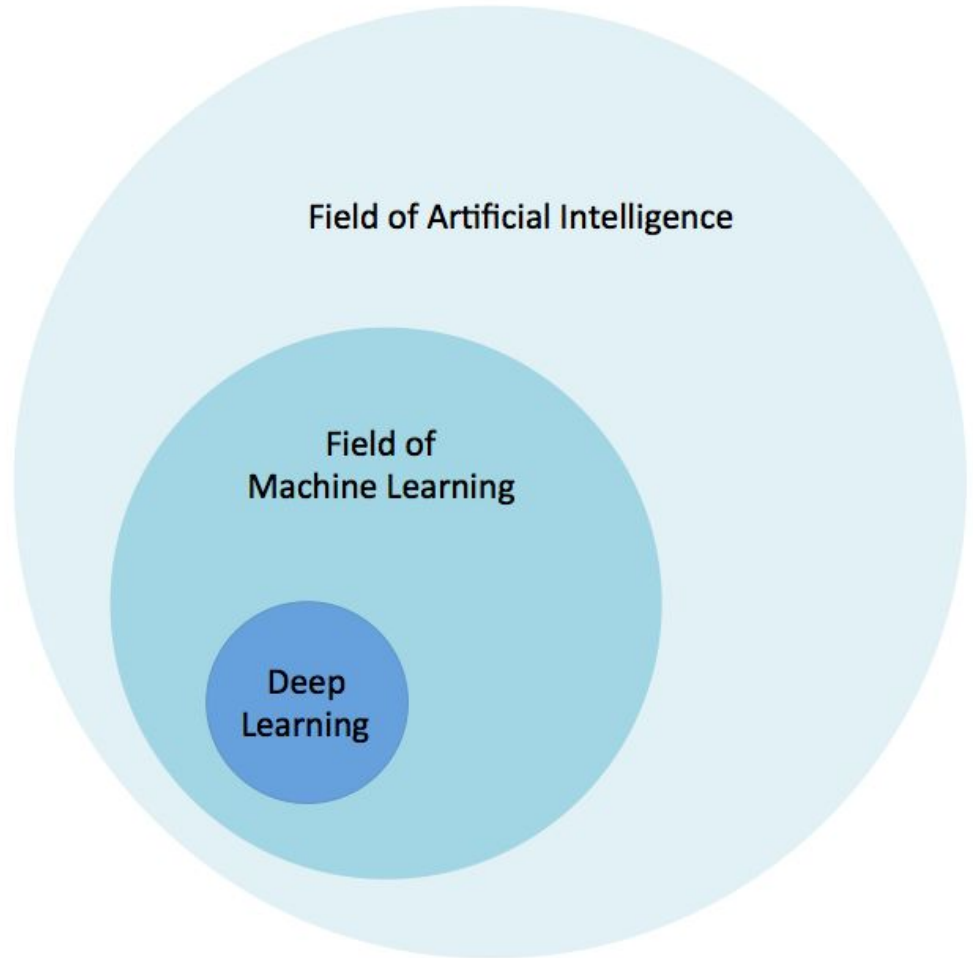 Field of Artificial Intelligence
Field of
Machine Learning
Deep
Learning